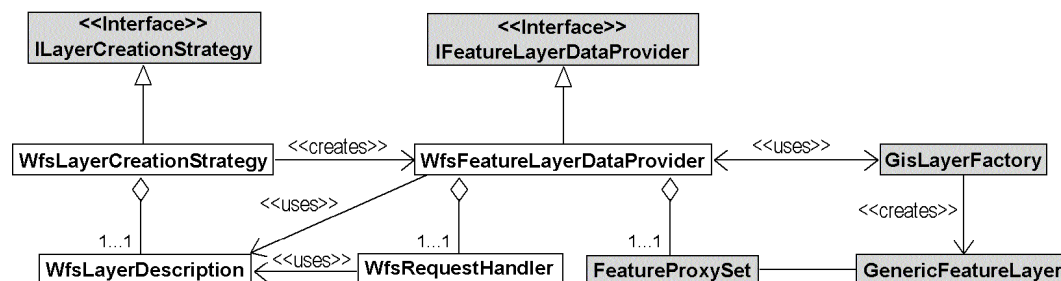 <<Interface>>
ILayerCreationStrategy
<<Interface>>
IFeatureLayerDataProvider
WfsLayerCreationStrategy
<<creates>>
WfsFeatureLayerDataProvider
<<uses>>
GisLayerFactory
<<uses>>
<<creates>>
1...1
1...1
1...1
WfsLayerDescription
<<uses>>
WfsRequestHandler
FeatureProxySet
GenericFeatureLayer